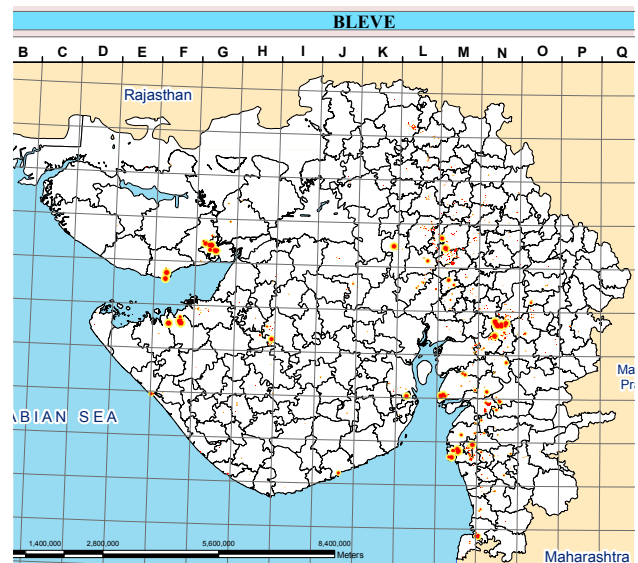 BLEVE
B C D E F G H I J K L M N O P Q
Rajasthan
Ma
Pra
ABIAN SEA
1,400,000 2,800,000 5,600,000 8,400,000
Meters
Maharashtra